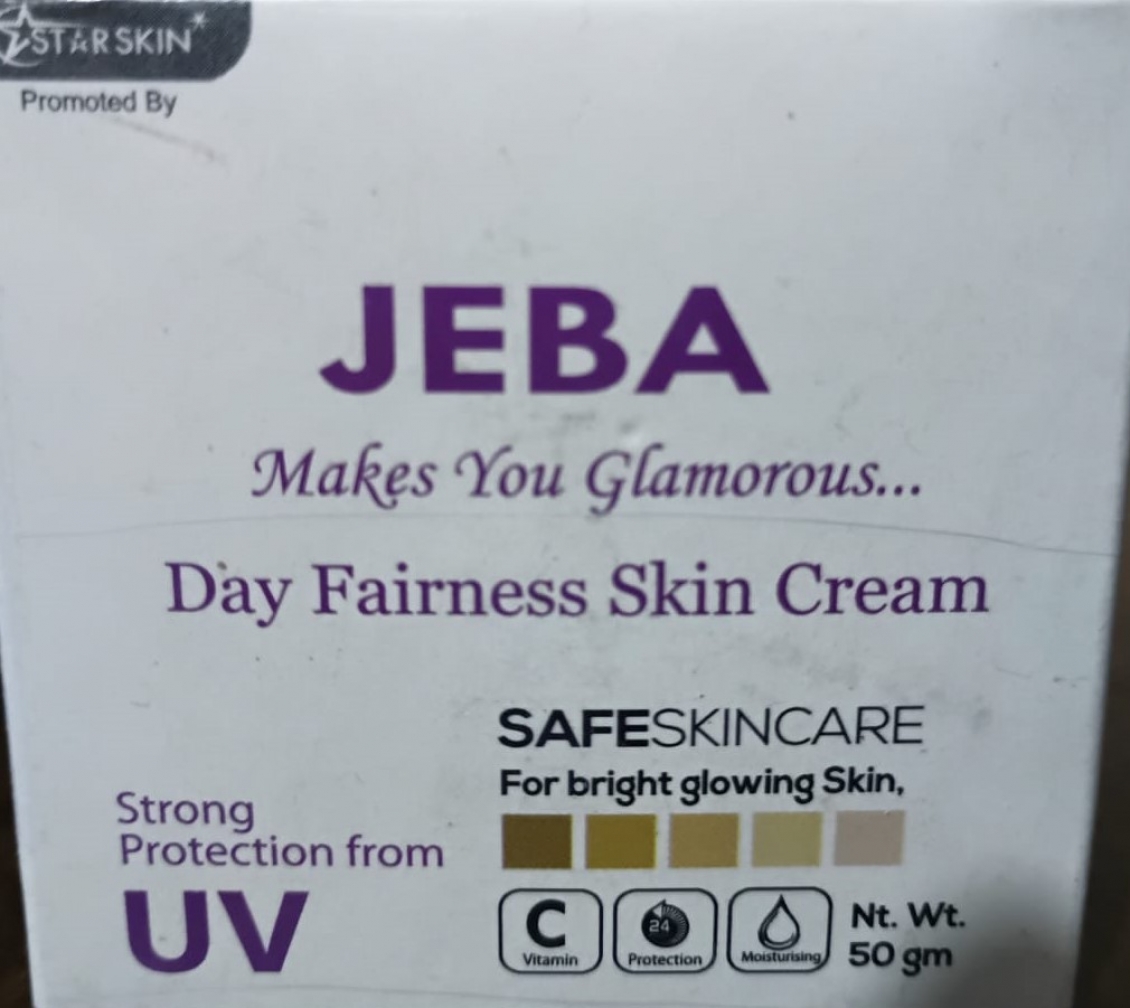 STARSKIN
Promoted By
JEBA
Makes You Glamorous...
Day Fairness Skin Cream
SAFESKINCARE
For bright glowing Skin,
Strong
Protection from
UV
C
Vitamin
24
Protection
Moisturising
Nt. Wt.
50 gm